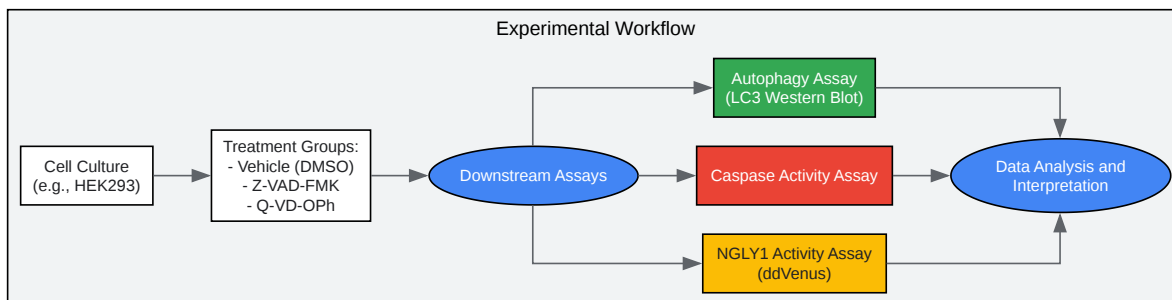 Experimental Workflow
Cell Culture
(e.g., HEK293)
Treatment Groups:
- Vehicle (DMSO)
- Z-VAD-FMK
- Q-VD-OPh
Downstream Assays
Autophagy Assay
(LC3 Western Blot)
Caspase Activity Assay
NGLY1 Activity Assay
(ddVenus)
Data Analysis and
Interpretation